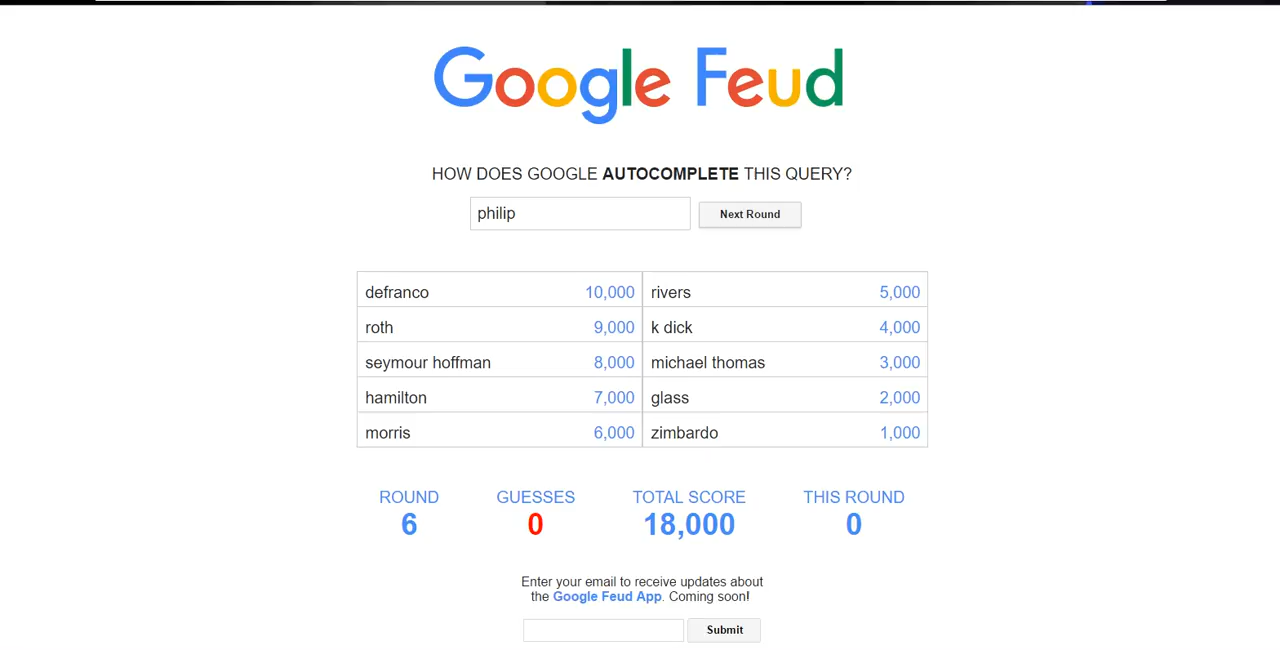 Google Feud
HOW DOES GOOGLE AUTOCOMPLETE THIS QUERY?
philip
Next Round
defranco 10,000 rivers 5,000
roth 9,000 k dick 4,000
seymour hoffman 8,000 michael thomas 3,000
hamilton 7,000 glass 2,000
morris 6,000 zimbardo 1,000
ROUND GUESSES TOTAL SCORE THIS ROUND
6 0 18,000 0
Enter your email to receive updates about
the Google Feud App. Coming soon!
Submit